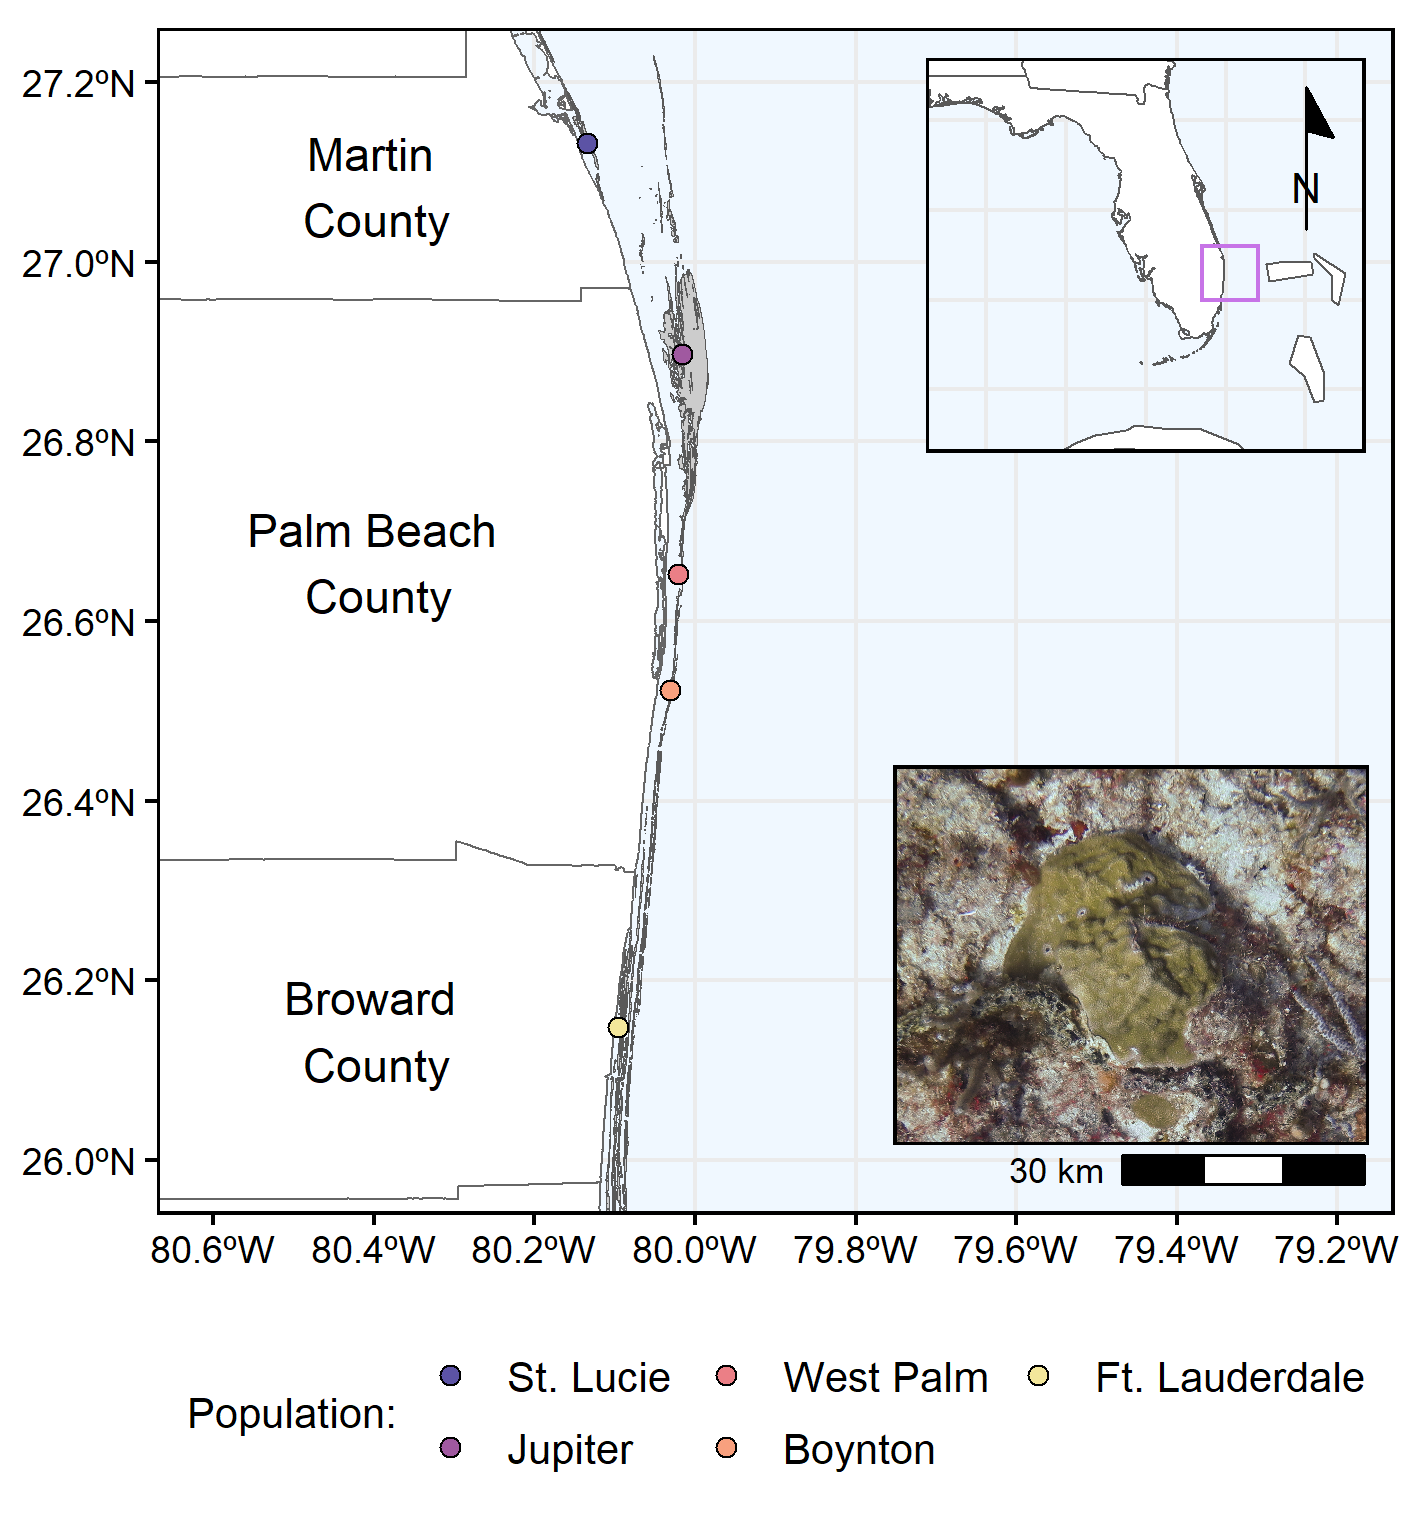 27.2ºN
27.0ºN
26.8ºN
26.6ºN
26.4ºN
26.2ºN
26.0ºN
Martin
County
Palm Beach
County
Broward
County
N
30 km
80.6ºW 80.4ºW 80.2ºW 80.0ºW 79.8ºW 79.6ºW 79.4ºW 79.2ºW
Population:
St. Lucie West Palm Ft. Lauderdale
Jupiter Boynton